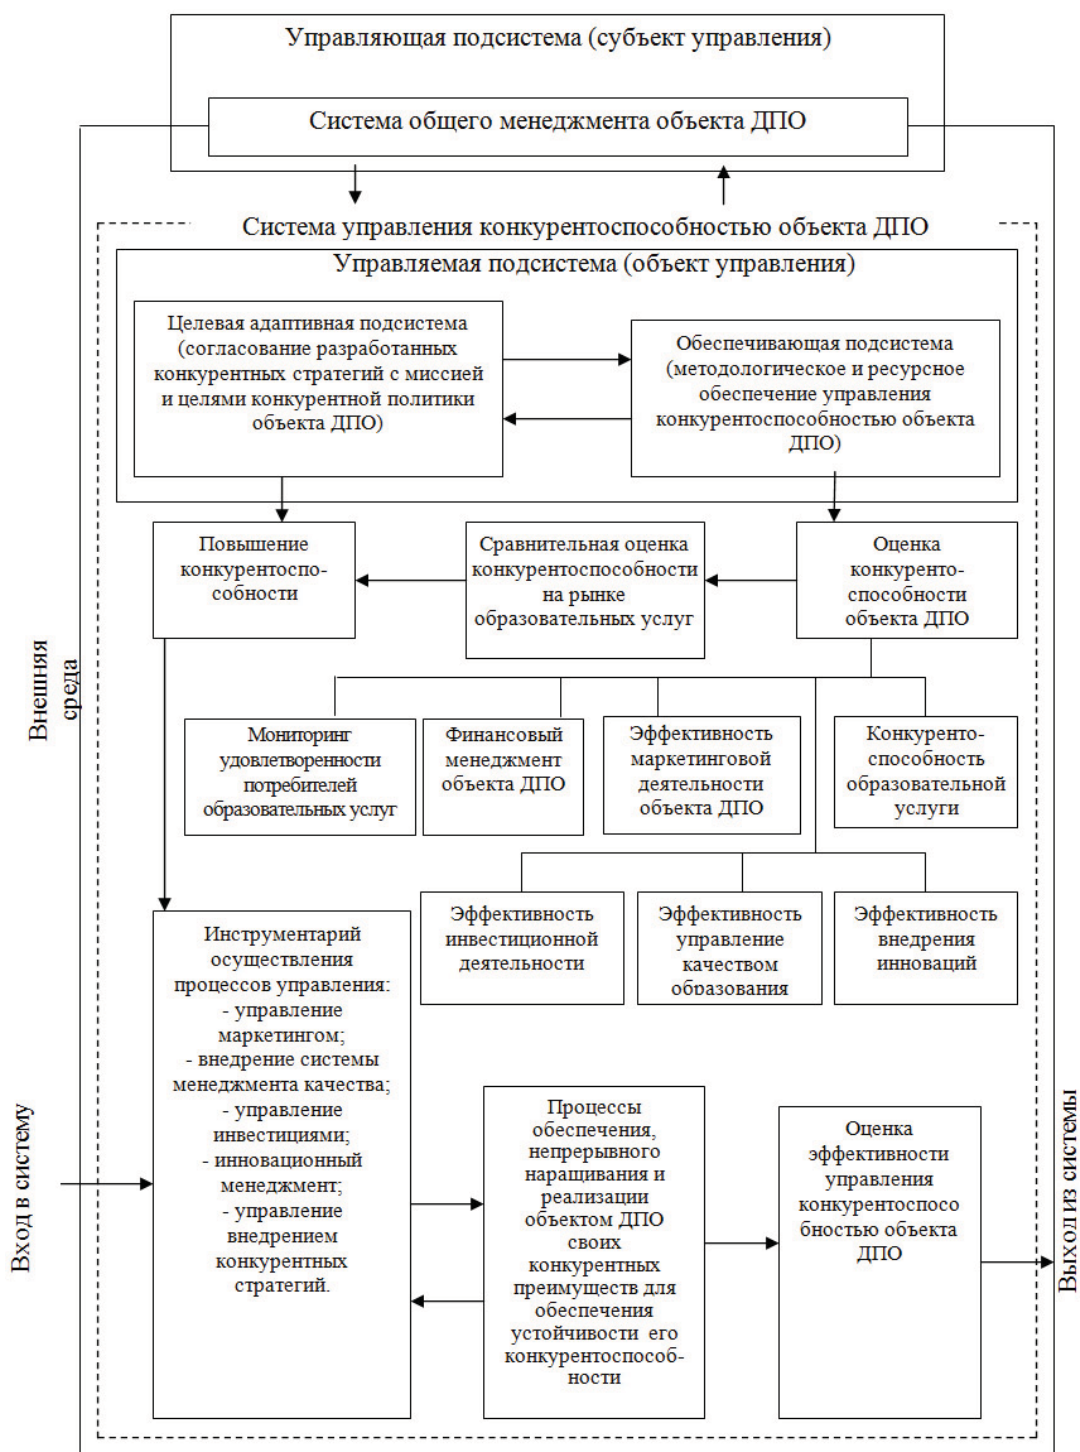 Управляющая подсистема (субъект управления)
Система общего менеджмента объекта ДПО
Система управления конкурентоспособностью объекта ДПО
Управляемая подсистема (объект управления)
Целевая адаптивная подсистема
(согласование разработанных
конкурентных стратегий с миссией
и целями конкурентной политики
объекта ДПО)
Обеспечивающая подсистема
(методологическое и ресурсное
обеспечение управления
конкурентоспособностью объекта
ДПО)
Повышение
конкурентоспо-
собности
Сравнительная оценка
конкурентоспособности
на рынке
образовательных услуг
Оценка
конкуренто-
способности
объекта ДПО
Внешняя
среда
Мониторинг
удовлетворенности
потребителей
образовательных услуг
Финансовый
менеджмент
объекта ДПО
Эффективность
маркетинговой
деятельности
объекта ДПО
Конкуренто-
способность
образовательной
услуги
Эффективность
инвестиционной
деятельности
Эффективность
управление
качеством
образования
Эффективность
внедрения
инноваций
Инструментарий
осуществления
процессов управления:
- управление
маркетингом;
- внедрение системы
менеджмента качества;
- управление
инвестициями;
- инновационный
менеджмент;
- управление
внедрением
конкурентных
стратегий.
Процессы
обеспечения,
непрерывного
наращивания и
реализации
объектом ДПО
своих
конкурентных
преимуществ для
обеспечения
устойчивости его
конкурентоспособ-
ности
Оценка
эффективности
управления
конкурентоспосо
бностью объекта
ДПО
Вход в систему
Выход из системы